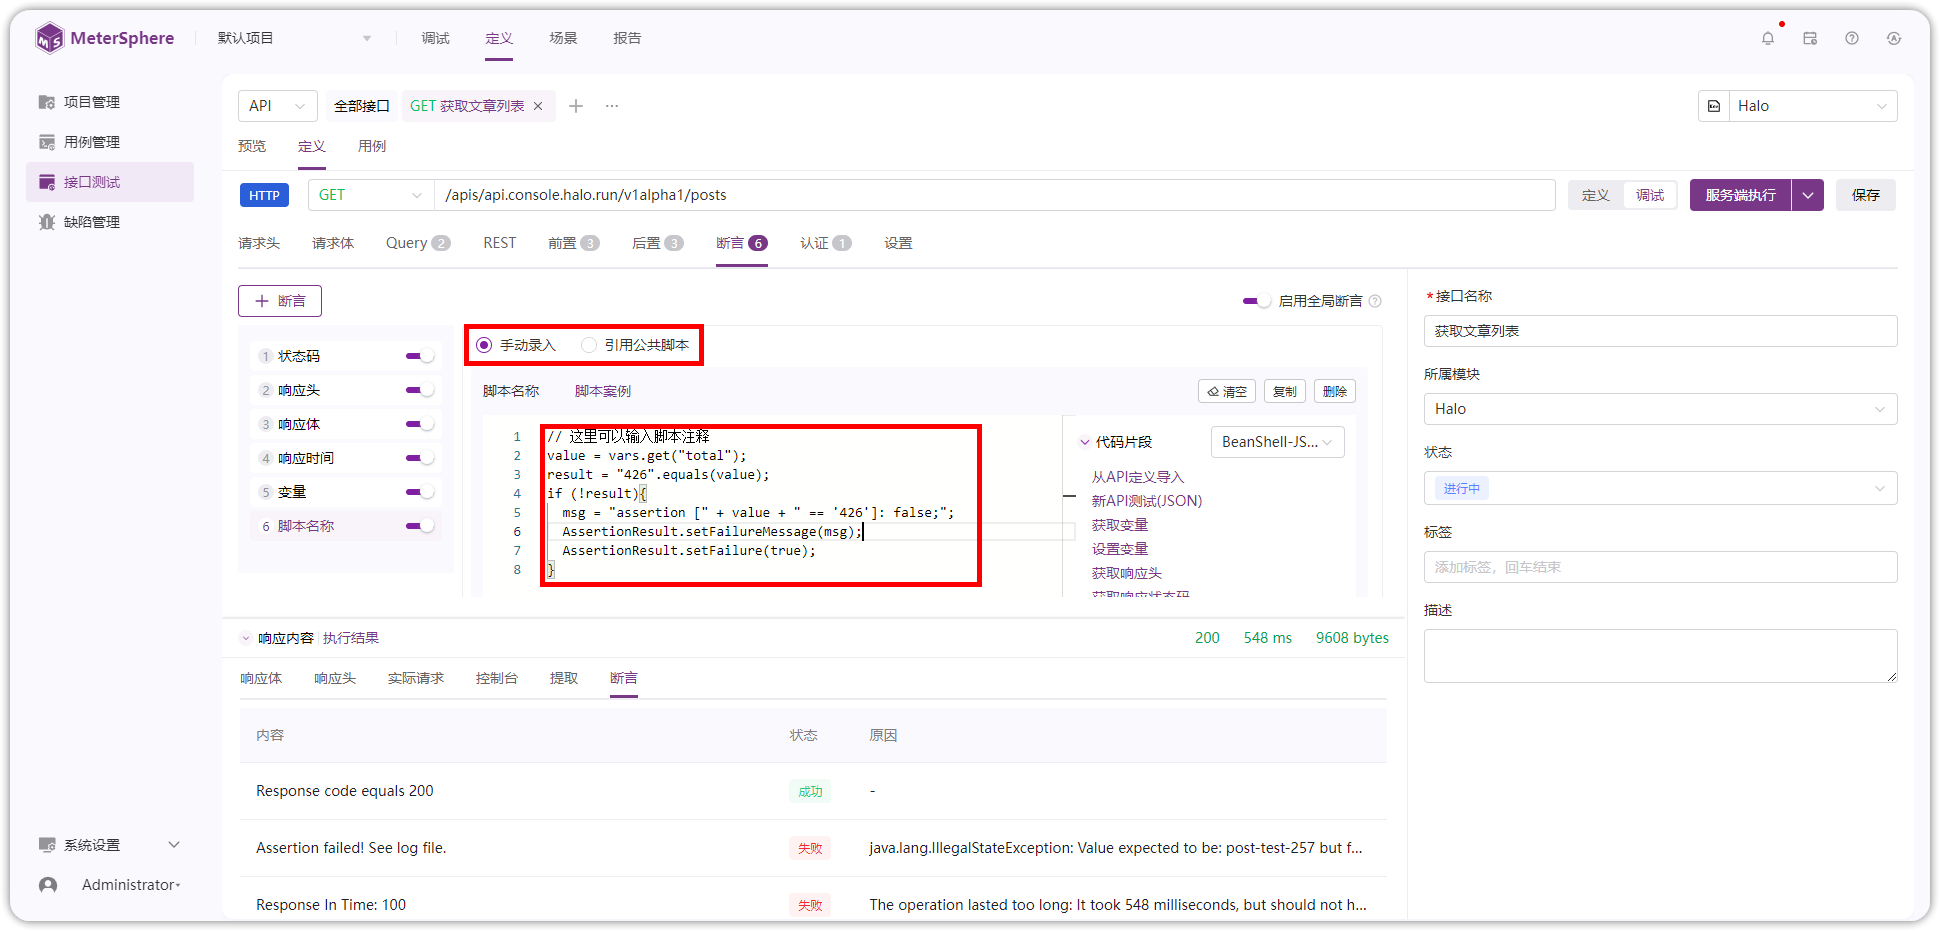 MeterSphere
默认项目
调试
定义
场景
报告
项目管理
用例管理
接口测试
缺陷管理
系统设置
Administrator
API
全部接口
GET 获取文章列表
Halo
预览
定义
用例
HTTP
GET
/apis/api.console.halo.run/v1alpha1/posts
定义
调试
服务端执行
保存
请求头
请求体
Query 2
REST
前置 3
后置 3
断言 6
认证 1
设置
断言
启用全局断言
1 状态码
2 响应头
3 响应体
4 响应时间
5 变量
6 脚本名称
手动录入
引用公共脚本
脚本名称
脚本案例
清空
复制
删除
1 // 这里可以输入脚本注释
2 value = vars.get("total");
3 result = "426".equals(value);
4 if (!result){
5 msg = "assertion [" + value + " == '426']: false;";
6 AssertionResult.setFailureMessage(msg);
7 AssertionResult.setFailure(true);
8 }
代码片段
BeanShell-JS...
从API定义导入
新API测试(JSON)
获取变量
设置变量
获取响应头
获取响应状态码
*接口名称
获取文章列表
所属模块
Halo
状态
进行中
标签
添加标签，回车结束
描述
响应内容
执行结果
200
548 ms
9608 bytes
响应体
响应头
实际请求
控制台
提取
断言
内容
状态
原因
Response code equals 200
成功
-
Assertion failed! See log file.
失败
java.lang.IllegalStateException: Value expected to be: post-test-257 but f...
Response In Time: 100
失败
The operation lasted too long: It took 548 milliseconds, but should not h...